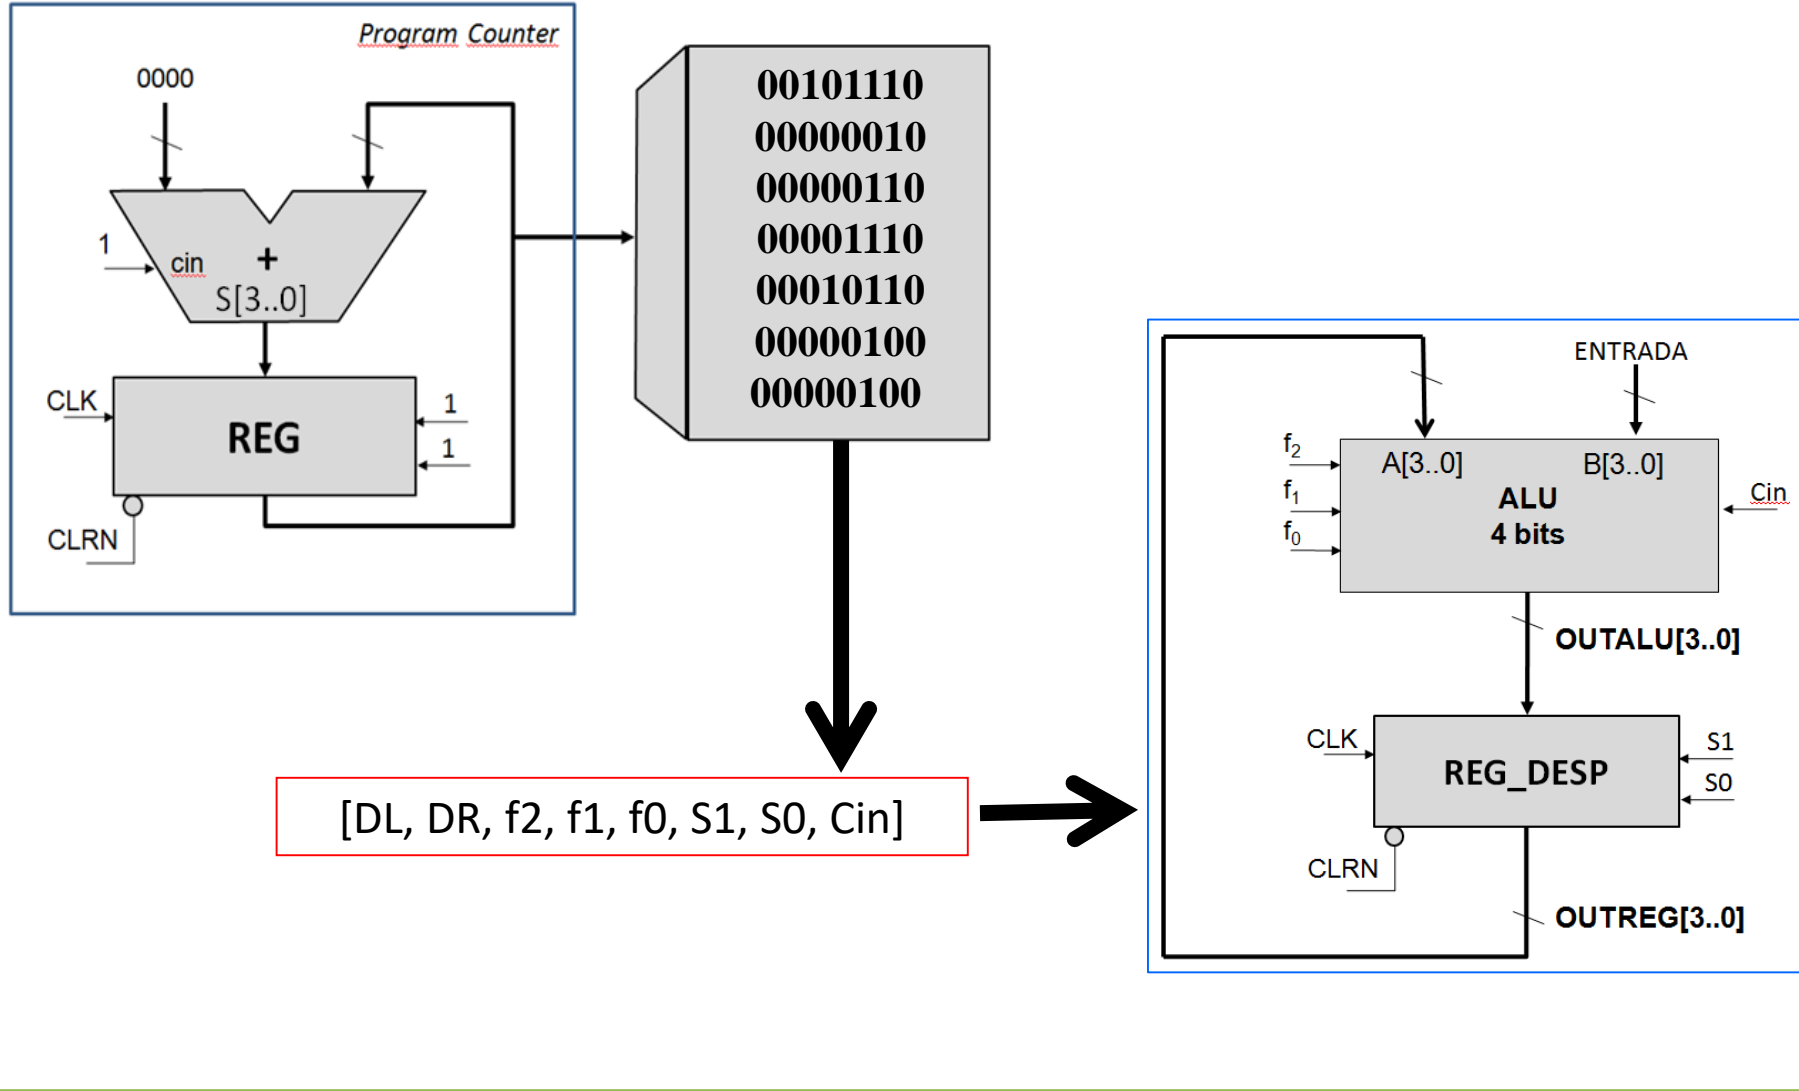 Program Counter
0000
1
cin
+
S[3..0]
CLK
REG
1
1
CLRN
00101110
00000010
00000110
00001110
00010110
00000100
00000100
[DL, DR, f2, f1, f0, S1, S0, Cin]
ENTRADA
f2
f1
f0
A[3..0]
B[3..0]
ALU
4 bits
Cin
OUTALU[3..0]
CLK
REG_DESP
S1
S0
CLRN
OUTREG[3..0]